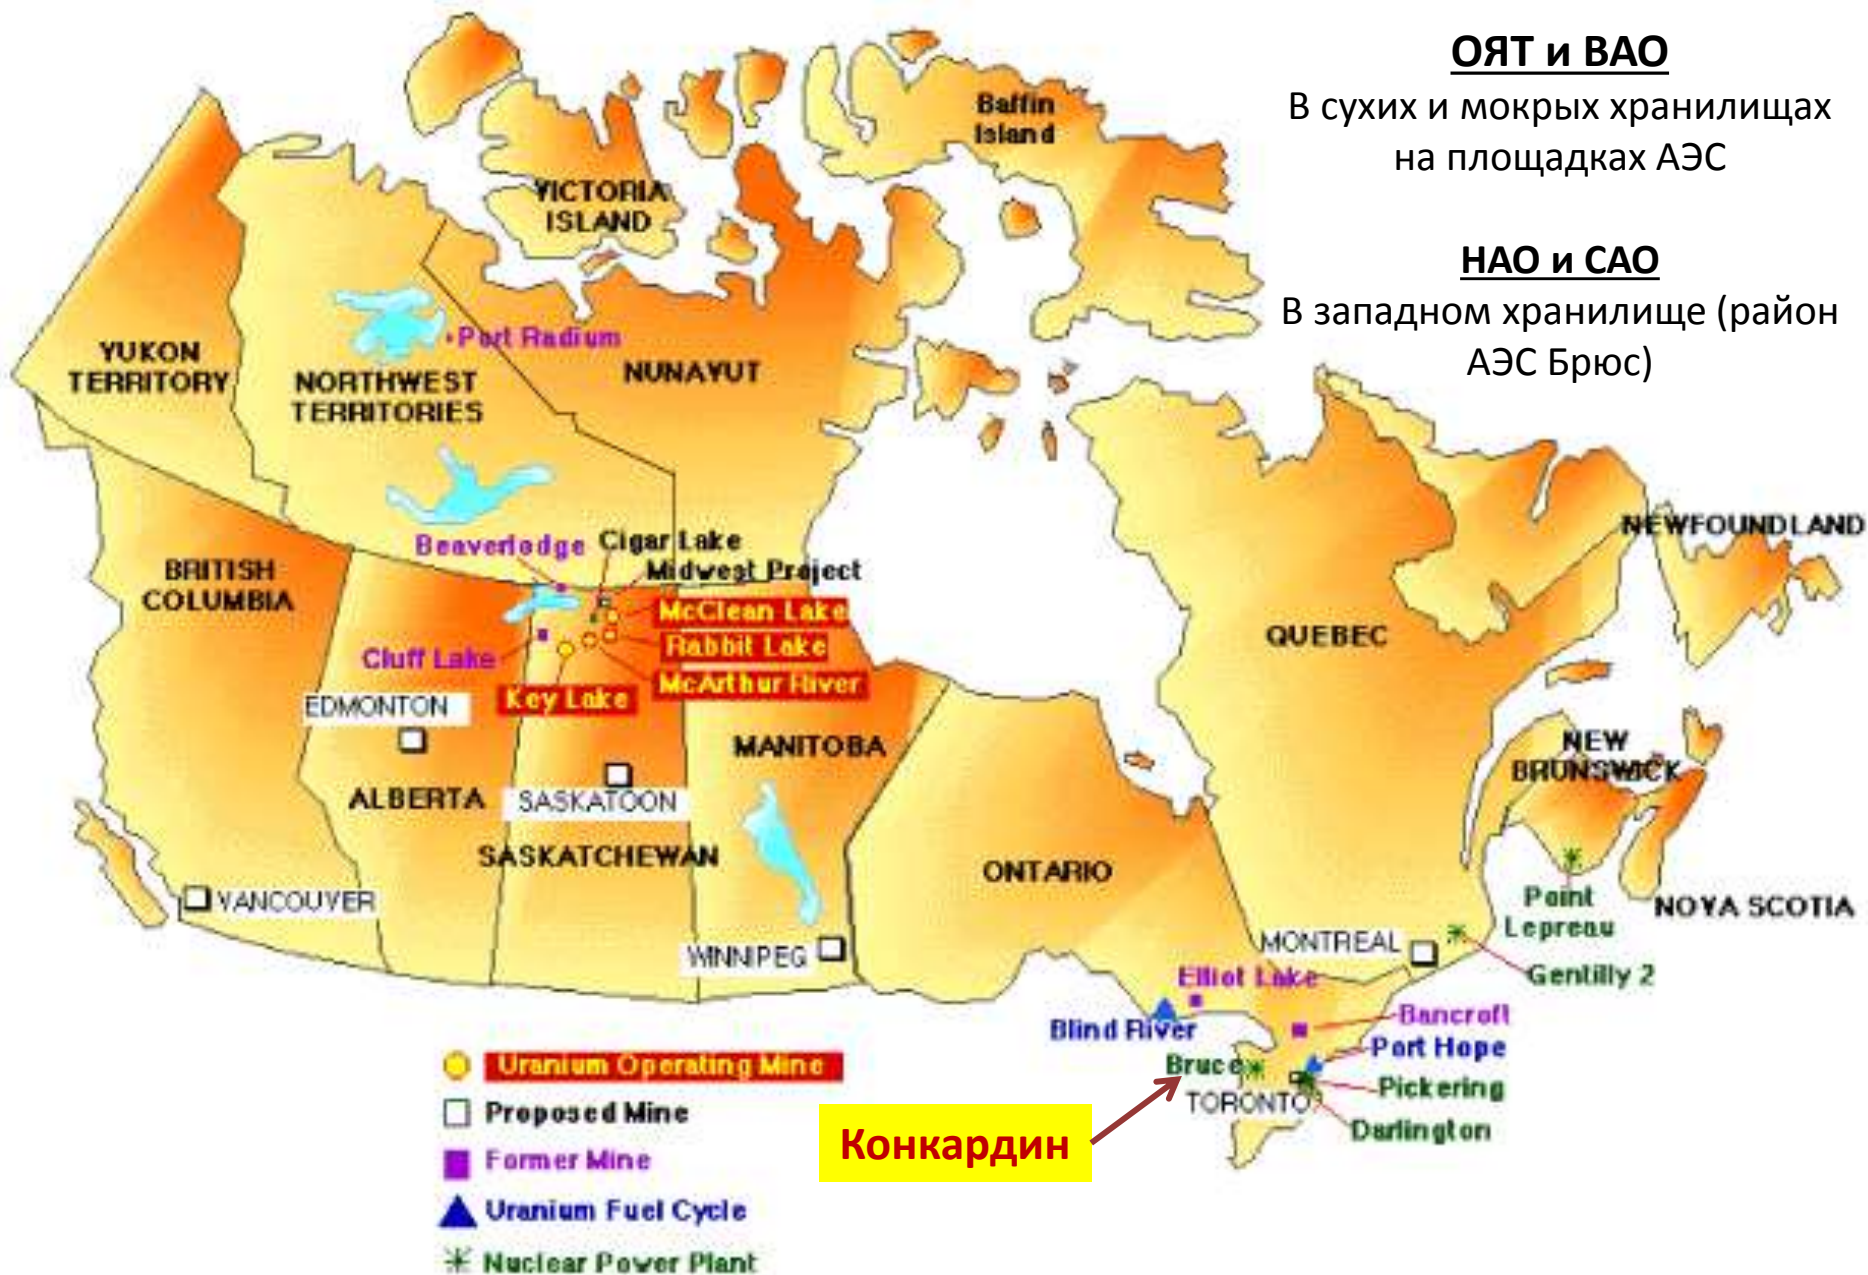 ОЯТ и ВАО
В сухих и мокрых хранилищах
на площадках АЭС
НАО и САО
В западном хранилище (район
АЭС Брюс)
Baffin
Island
VICTORIA
ISLAND
Port Radium
YUKON
TERRITORY
NORTHWEST
TERRITORIES
NUNAVUT
NEWFOUNDLAND
Beaverlodge
Cigar Lake
Midwest Project
BRITISH
COLUMBIA
McClean Lake
Rabbit Lake
McArthur River
Cluff Lake
Key Lake
QUEBEC
EDMONTON
MANITOBA
NEW
BRUNSWICK
ALBERTA
SASKATOON
SASKATCHEWAN
ONTARIO
VANCOUVER
Point
Lepreau
NOVA SCOTIA
WINNIPEG
MONTREAL
Gentilly 2
Elliot Lake
Blind River
Bancroft
Port Hope
Bruce
Pickering
TORONTO
Darlington
Конкардин
Uranium Operating Mine
Proposed Mine
Former Mine
Uranium Fuel Cycle
Nuclear Power Plant